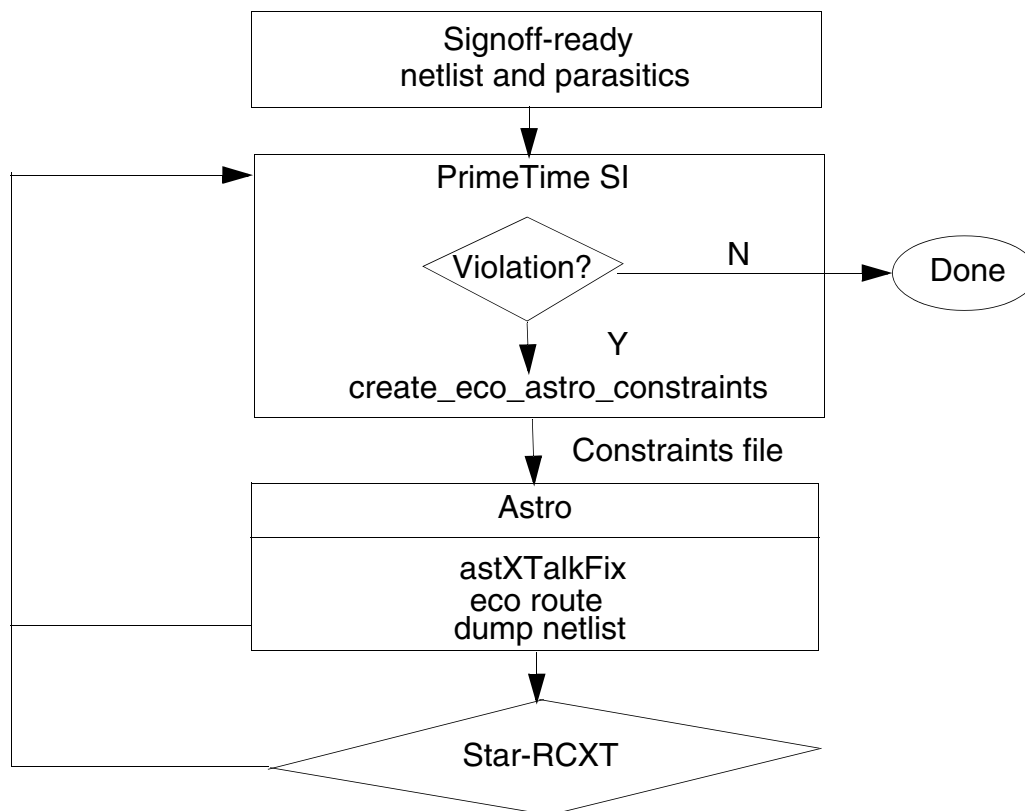 Signoff-ready
netlist and parasitics
PrimeTime SI
Violation?
N
Done
Y
create_eco_astro_constraints
Constraints file
Astro
astXTalkFix
eco route
dump netlist
Star-RCXT